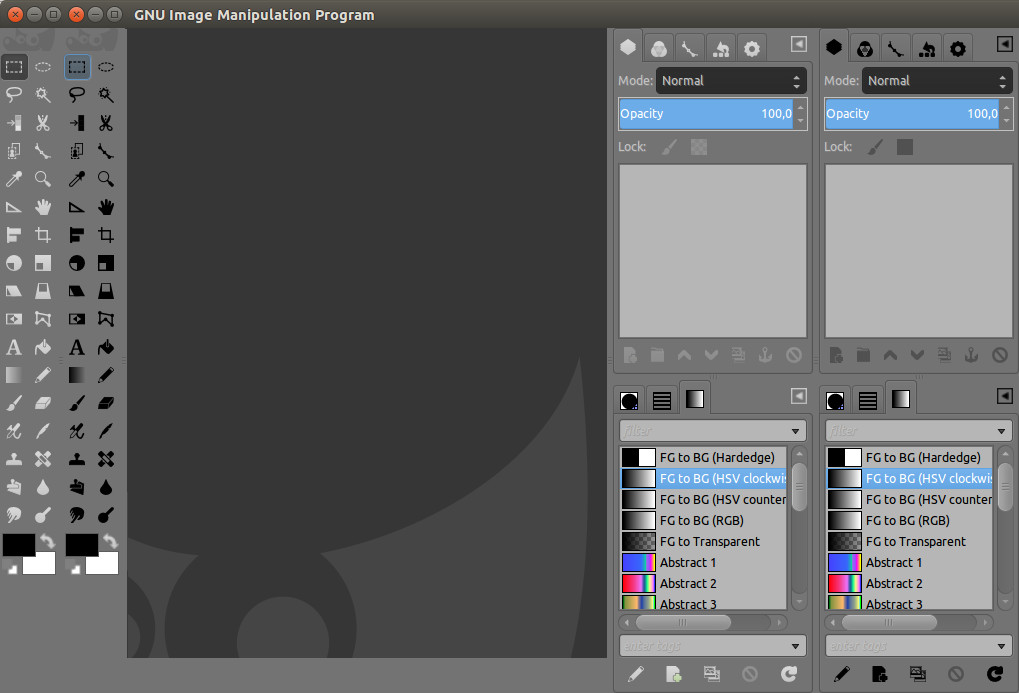 GNU Image Manipulation Program
Mode: Normal
Opacity 100,0
Lock:
filter
FG to BG (Hardedge)
FG to BG (HSV clockwis
FG to BG (HSV counter
FG to BG (RGB)
FG to Transparent
Abstract 1
Abstract 2
Abstract 3
enter tags
Mode: Normal
Opacity 100,0
Lock:
filter
FG to BG (Hardedge)
FG to BG (HSV clockwis
FG to BG (HSV counter
FG to BG (RGB)
FG to Transparent
Abstract 1
Abstract 2
Abstract 3
enter tags